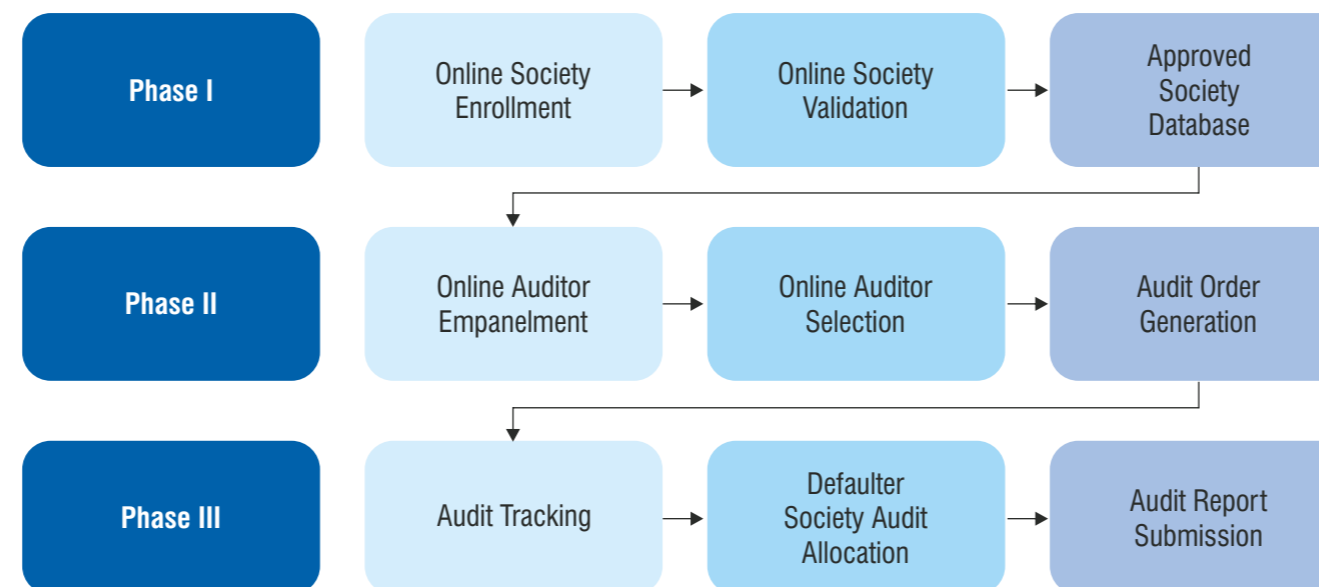 Phase I
Online Society
Enrollment
Online Society
Validation
Approved
Society
Database
Phase II
Online Auditor
Empanelment
Online Auditor
Selection
Audit Order
Generation
Phase III
Audit Tracking
Defaulter
Society Audit
Allocation
Audit Report
Submission